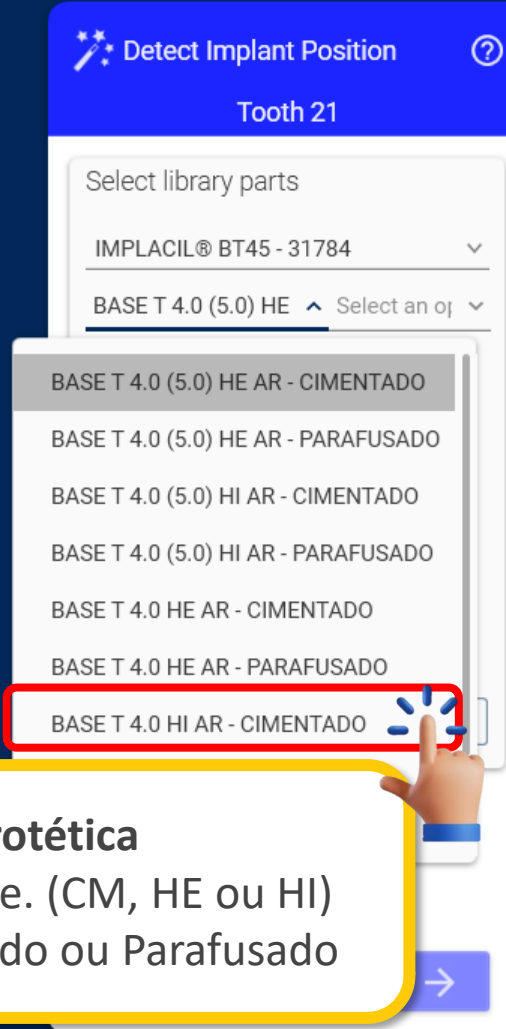 Detect Implant Position
Tooth 21
Select library parts
IMPLACIL® BT45 - 31784
BASE T 4.0 (5.0) HE Select an op
BASE T 4.0 (5.0) HE AR - CIMENTADO
BASE T 4.0 (5.0) HE AR - PARAFUSADO
BASE T 4.0 (5.0) HI AR - CIMENTADO
BASE T 4.0 (5.0) HI AR - PARAFUSADO
BASE T 4.0 HE AR - CIMENTADO
BASE T 4.0 HE AR - PARAFUSADO
BASE T 4.0 HI AR - CIMENTADO
rotética
e. (CM, HE ou HI)
do ou Parafusado